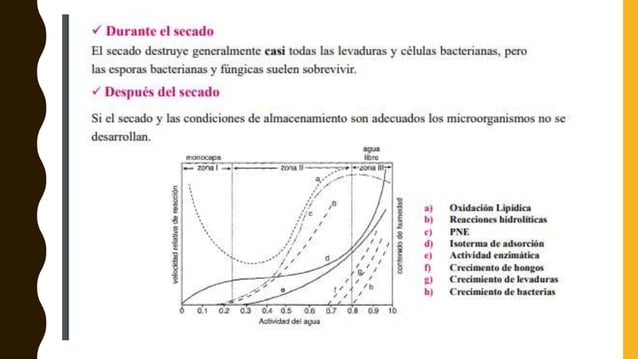 ✓ Durante el secado
El secado destruye generalmente casi todas las levaduras y células bacterianas, pero
las esporas bacterianas y fúngicas suelen sobrevivir.
✓ Después del secado
Si el secado y las condiciones de almacenamiento son adecuados los microorganismos no se
desarrollan.
monocapa
agua
libre
zona I
zona II
zona III
velocidad relativa de reacción
contenido de humedad
a
c
b
d
e
f
g
h
0 0.1 0.2 0.3 0.4 0.5 0.6 0.7 0.8 0.9 10
Actividad del agua
a) Oxidación Lipídica
b) Reacciones hidrolíticas
c) PNE
d) Isoterma de adsorción
e) Actividad enzimática
f) Crecimento de hongos
g) Crecimiento de levaduras
h) Crecimiento de bacterias